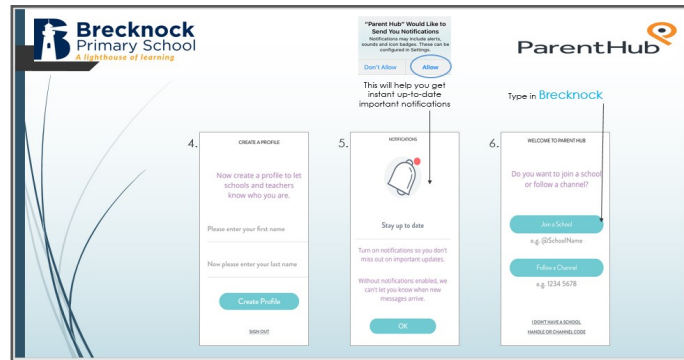 Brecknock
Primary School
A lighthouse of learning
"Parent Hub" Would Like to
Send You Notifications
Notifications may include alerts,
sounds and icon badges. These can be
configured in Settings.
Don't Allow
Allow
ParentHub
This will help you get
instant up-to-date
important notifications
Type in Brecknock
4.
CREATE A PROFILE
Now create a profile to let
schools and teachers
know who you are.
Please enter your first name
Now please enter your last name
Create Profile
SIGN OUT
5.
NOTIFICATIONS
Stay up to date
Turn on notifications so you don't
miss out on important updates.
Without notifications enabled, we
can't let you know when new
messages arrive.
OK
6.
WELCOME TO PARENT HUB
Do you want to join a school
or follow a channel?
Join a School
e.g. @SchoolName
Follow a Channel
e.g. 1234 5678
I DON'T HAVE A SCHOOL
HANDLE OR CHANNEL CODE